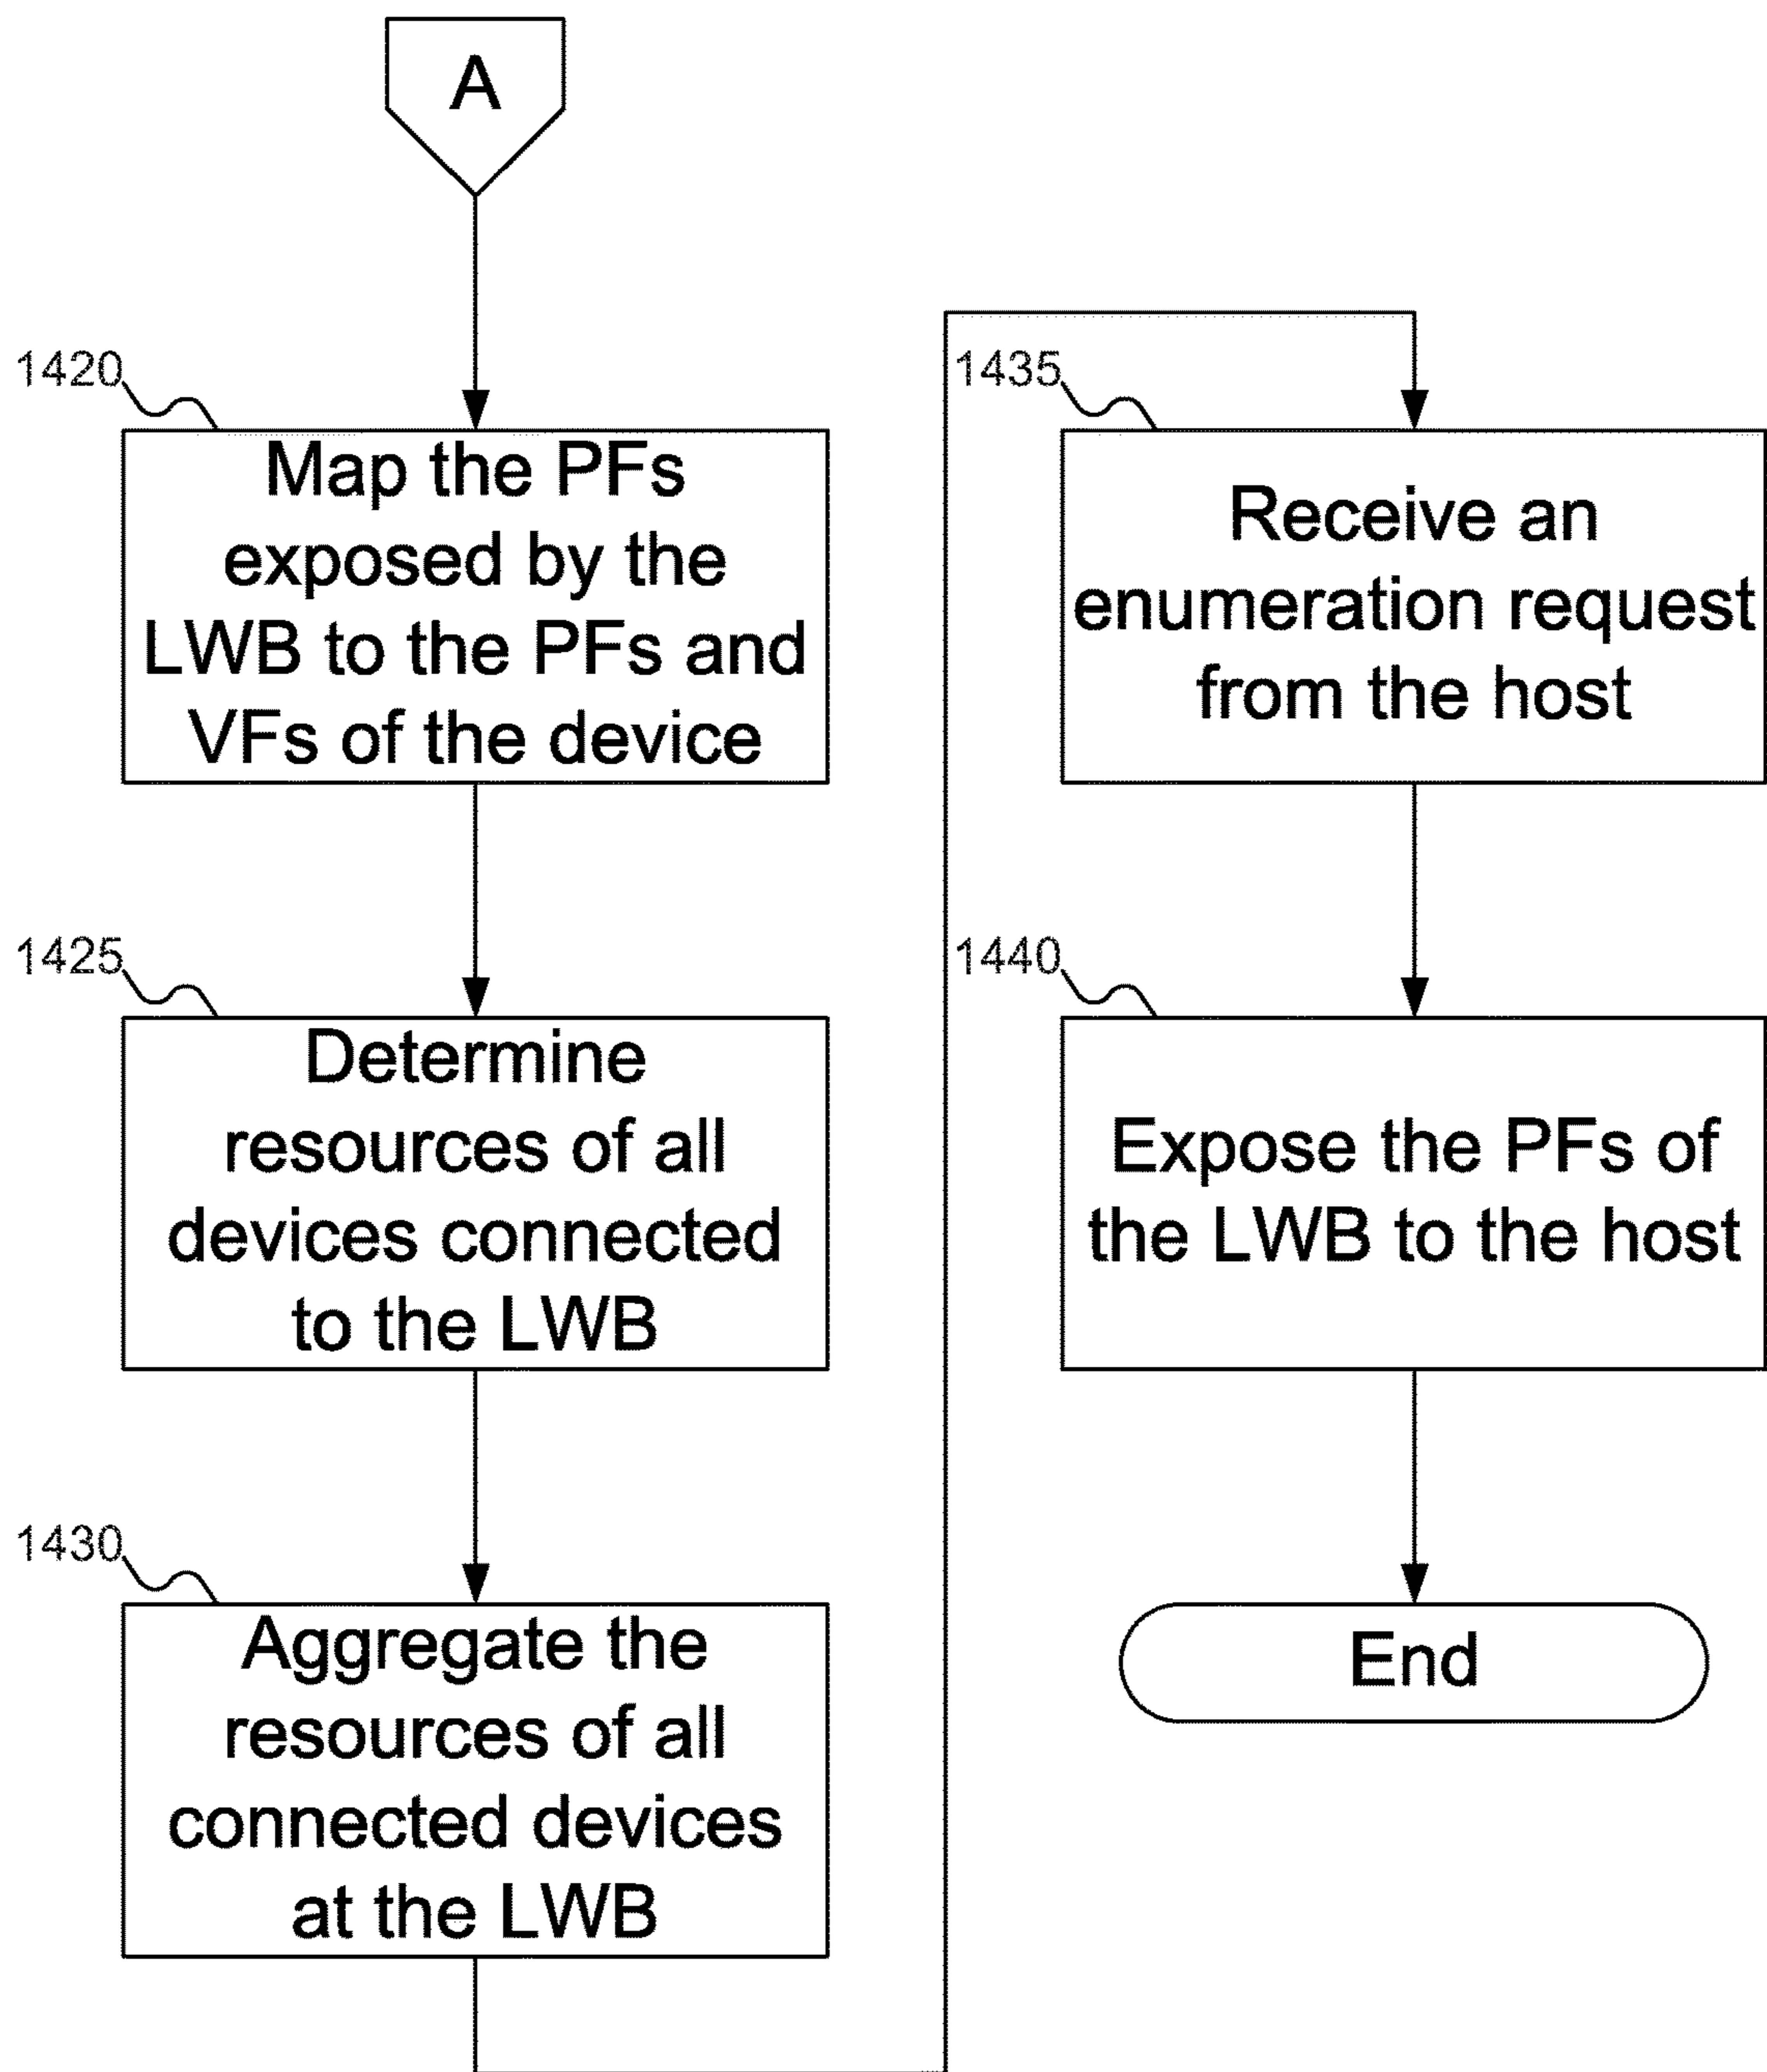 A
1420
Map the PFs
exposed by the
LWB to the PFs and
VFs of the device
1425
Determine
resources of all
devices connected
to the LWB
1430
Aggregate the
resources of all
connected devices
at the LWB
1435
Receive an
enumeration request
from the host
1440
Expose the PFs of
the LWB to the host
End